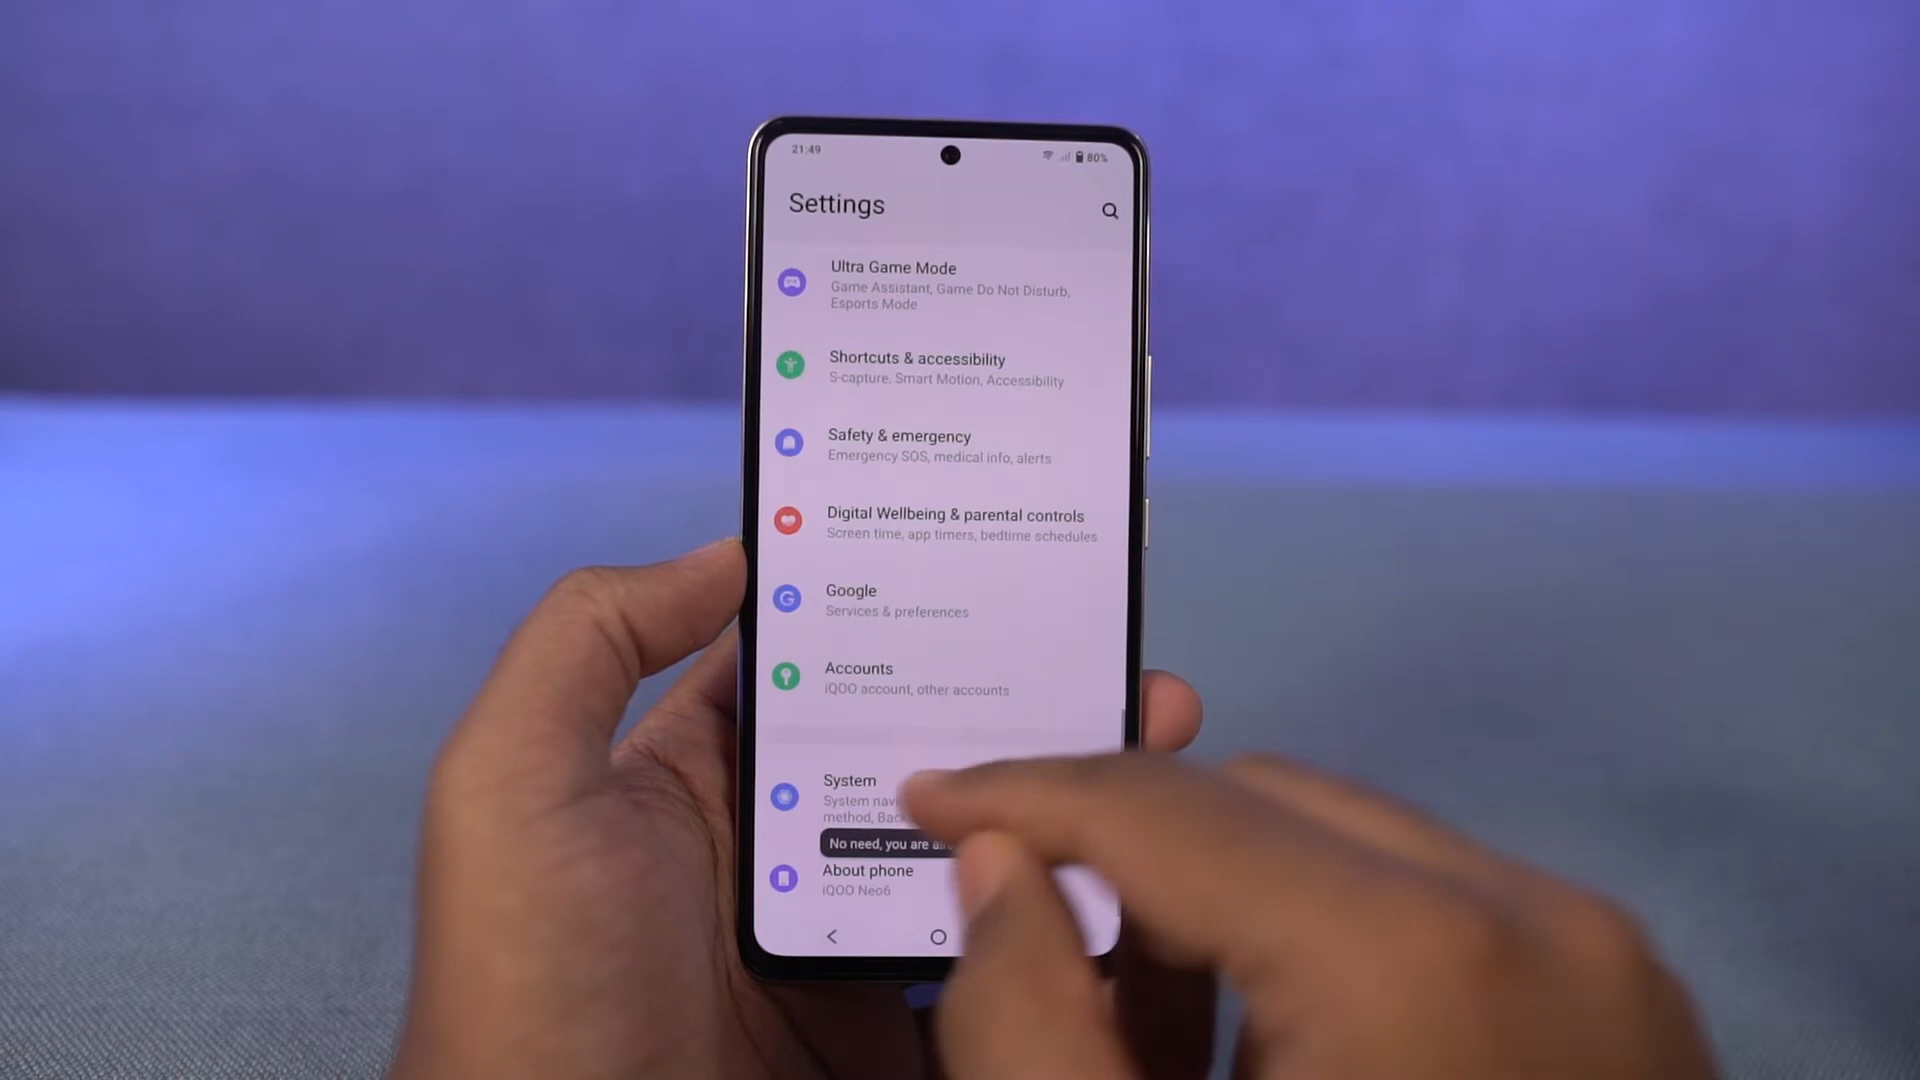 21:49
80%
Settings
Ultra Game Mode
Game Assistant, Game Do Not Disturb,
Esports Mode
Shortcuts & accessibility
S-capture, Smart Motion, Accessibility
Safety & emergency
Emergency SOS, medical info, alerts
Digital Wellbeing & parental controls
Screen time, app timers, bedtime schedules
Google
Services & preferences
Accounts
iQOO account, other accounts
System
System
method,
No need, you are
About phone
iQOO Neo6